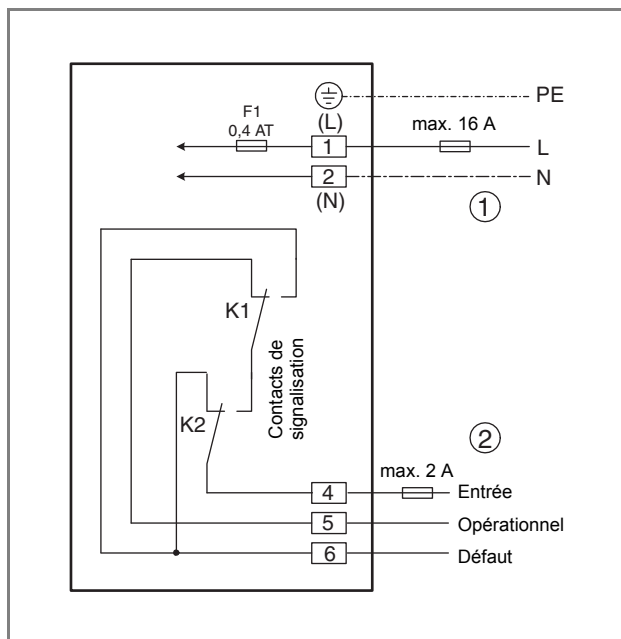 PE
F1
0,4 AT
(L)
1
max. 16 A
L
2
N
(N)
1
K1
Contacts de
signalisation
K2
2
max. 2 A
4
Entrée
5
Opérationnel
6
Défaut